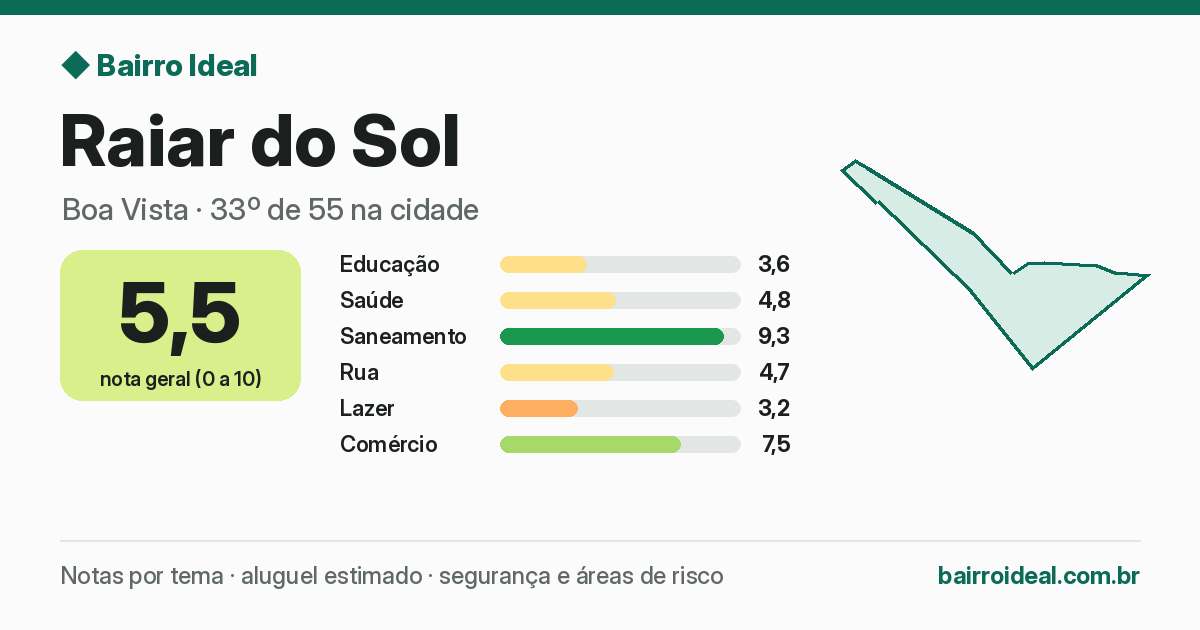 Bairro Ideal
Raiar do Sol
Boa Vista · 33º de 55 na cidade
5,5
nota geral (0 a 10)
Educação 3,6
Saúde 4,8
Saneamento 9,3
Rua 4,7
Lazer 3,2
Comércio 7,5
Notas por tema · aluguel estimado · segurança e áreas de risco
bairroideal.com.br